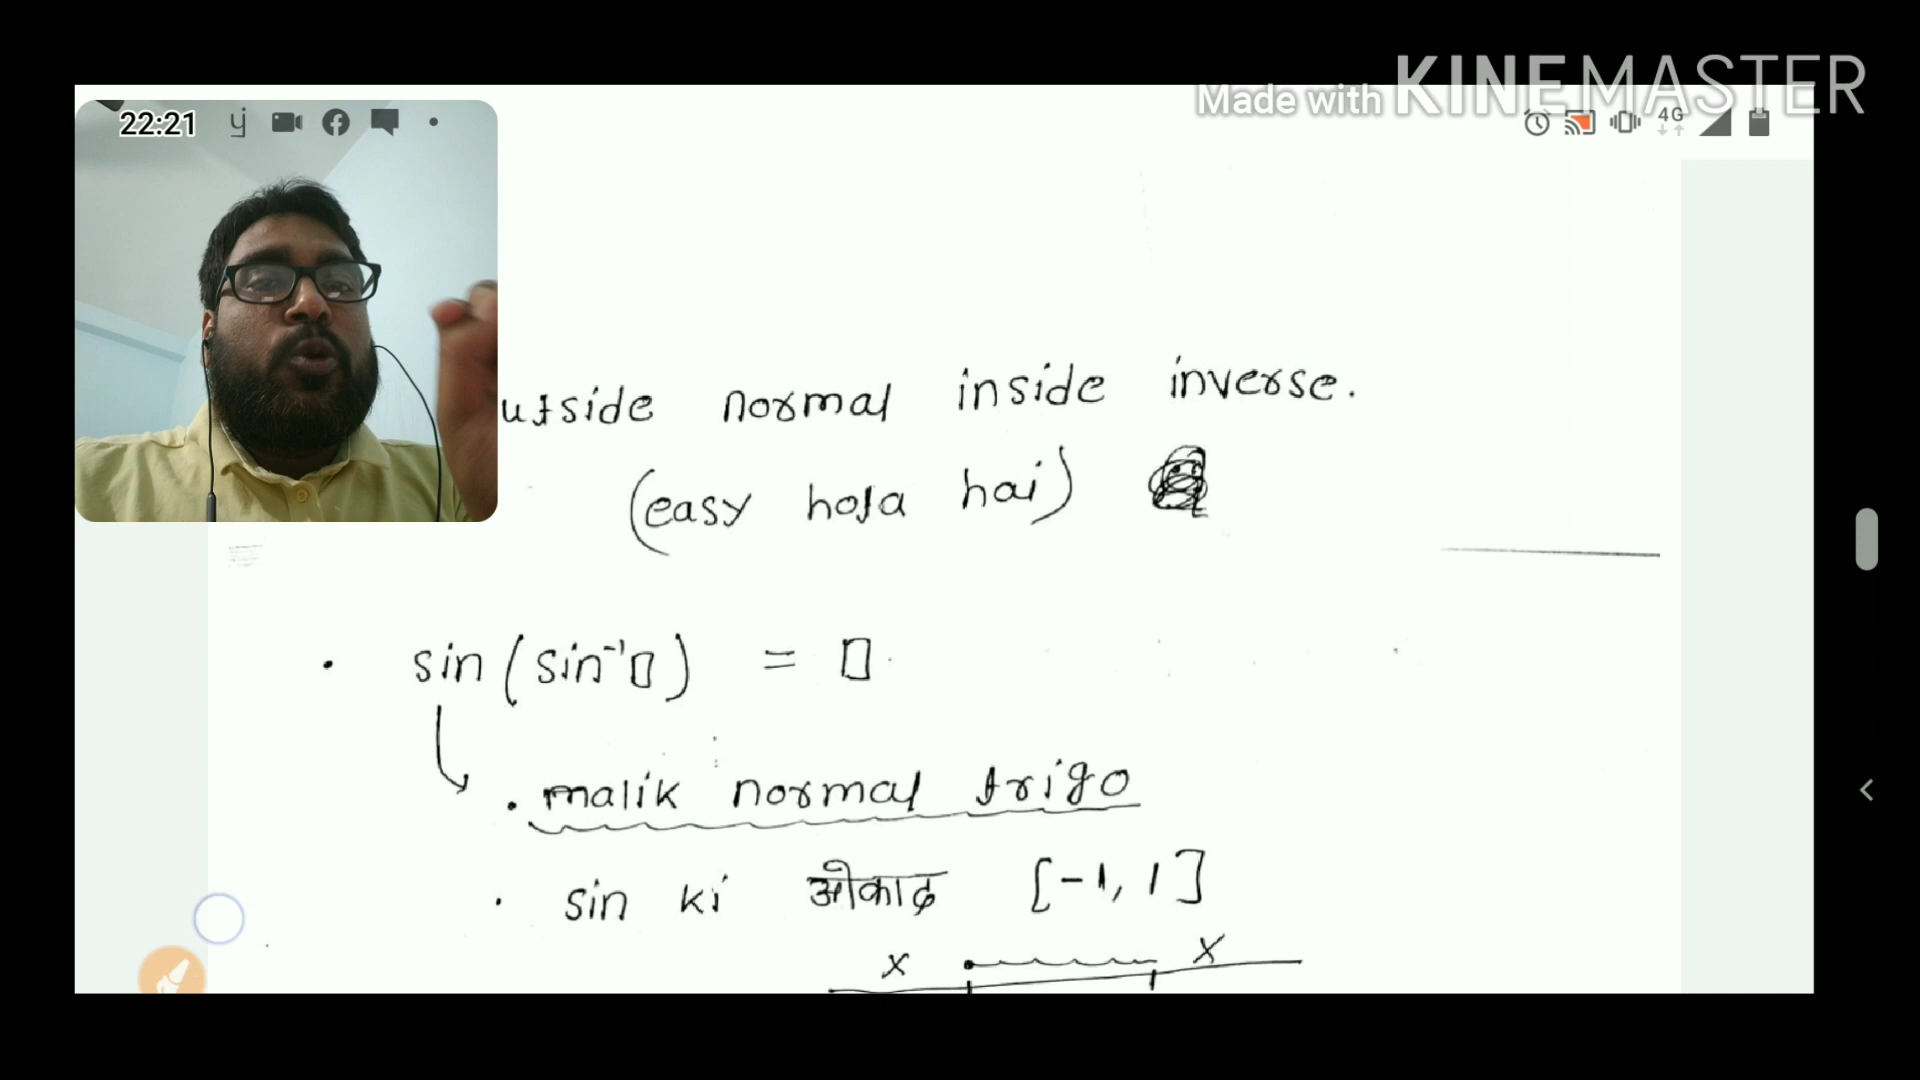 Made with KINEMASTER
22:21
4G
utside normal inside inverse.
(easy hota hai)
• sin(sin⁻¹▯) = ▯.
• malik normal trigo
• sin ki औकाद [-1, 1]
x x